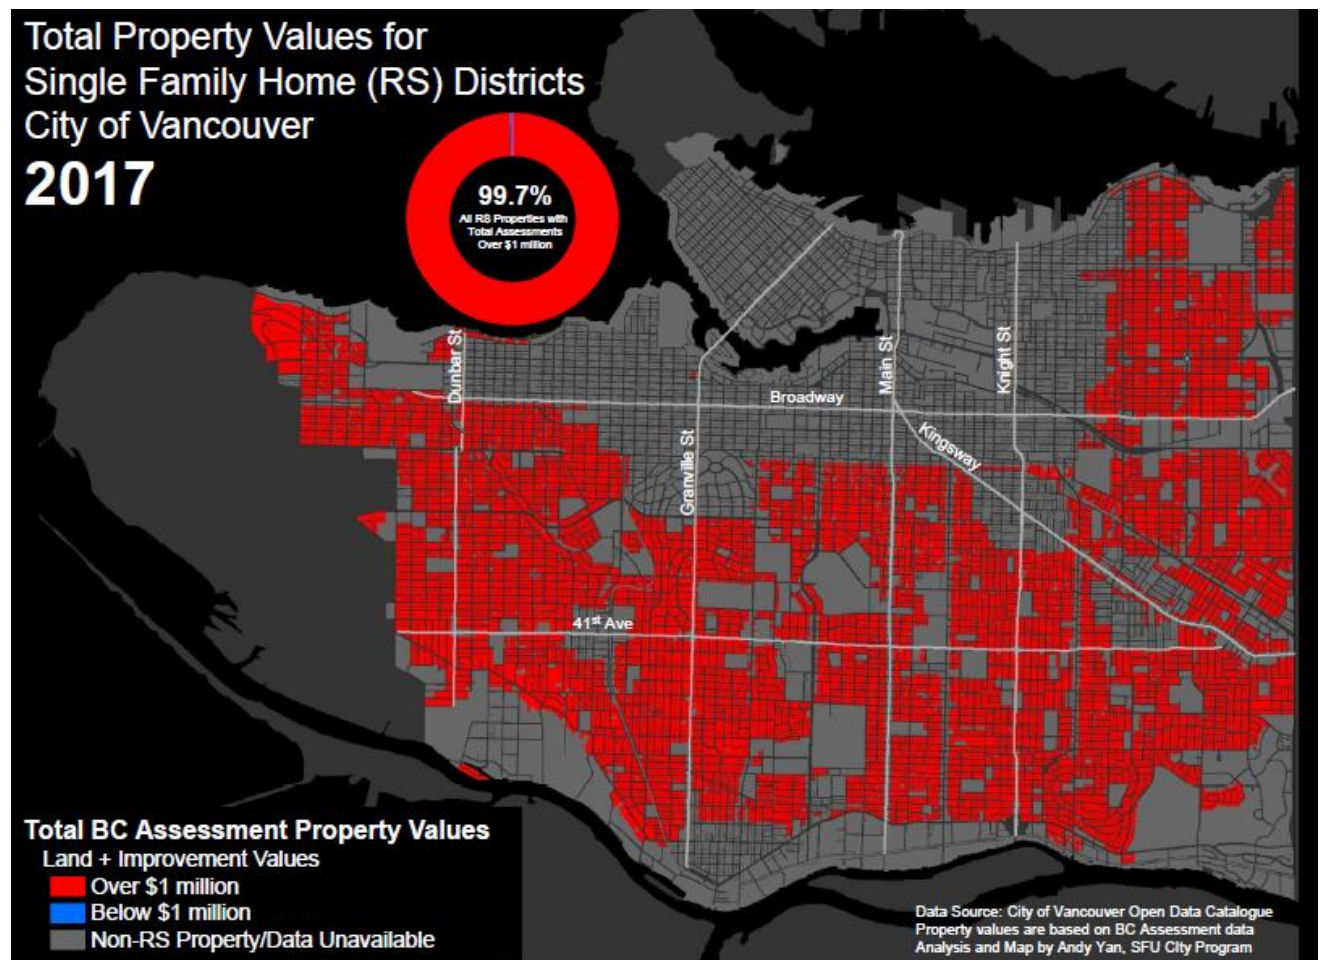 Total Property Values for
Single Family Home (RS) Districts
City of Vancouver
2017
99.7%
All RS Properties with
Total Assessments
Over $1 million
Dunbar St
Granville St
Main St
Knight St
Broadway
Kingsway
41st Ave
Total BC Assessment Property Values
Land + Improvement Values
Over $1 million
Below $1 million
Non-RS Property/Data Unavailable
Data Source: City of Vancouver Open Data Catalogue
Property values are based on BC Assessment data
Analysis and Map by Andy Yan, SFU City Program